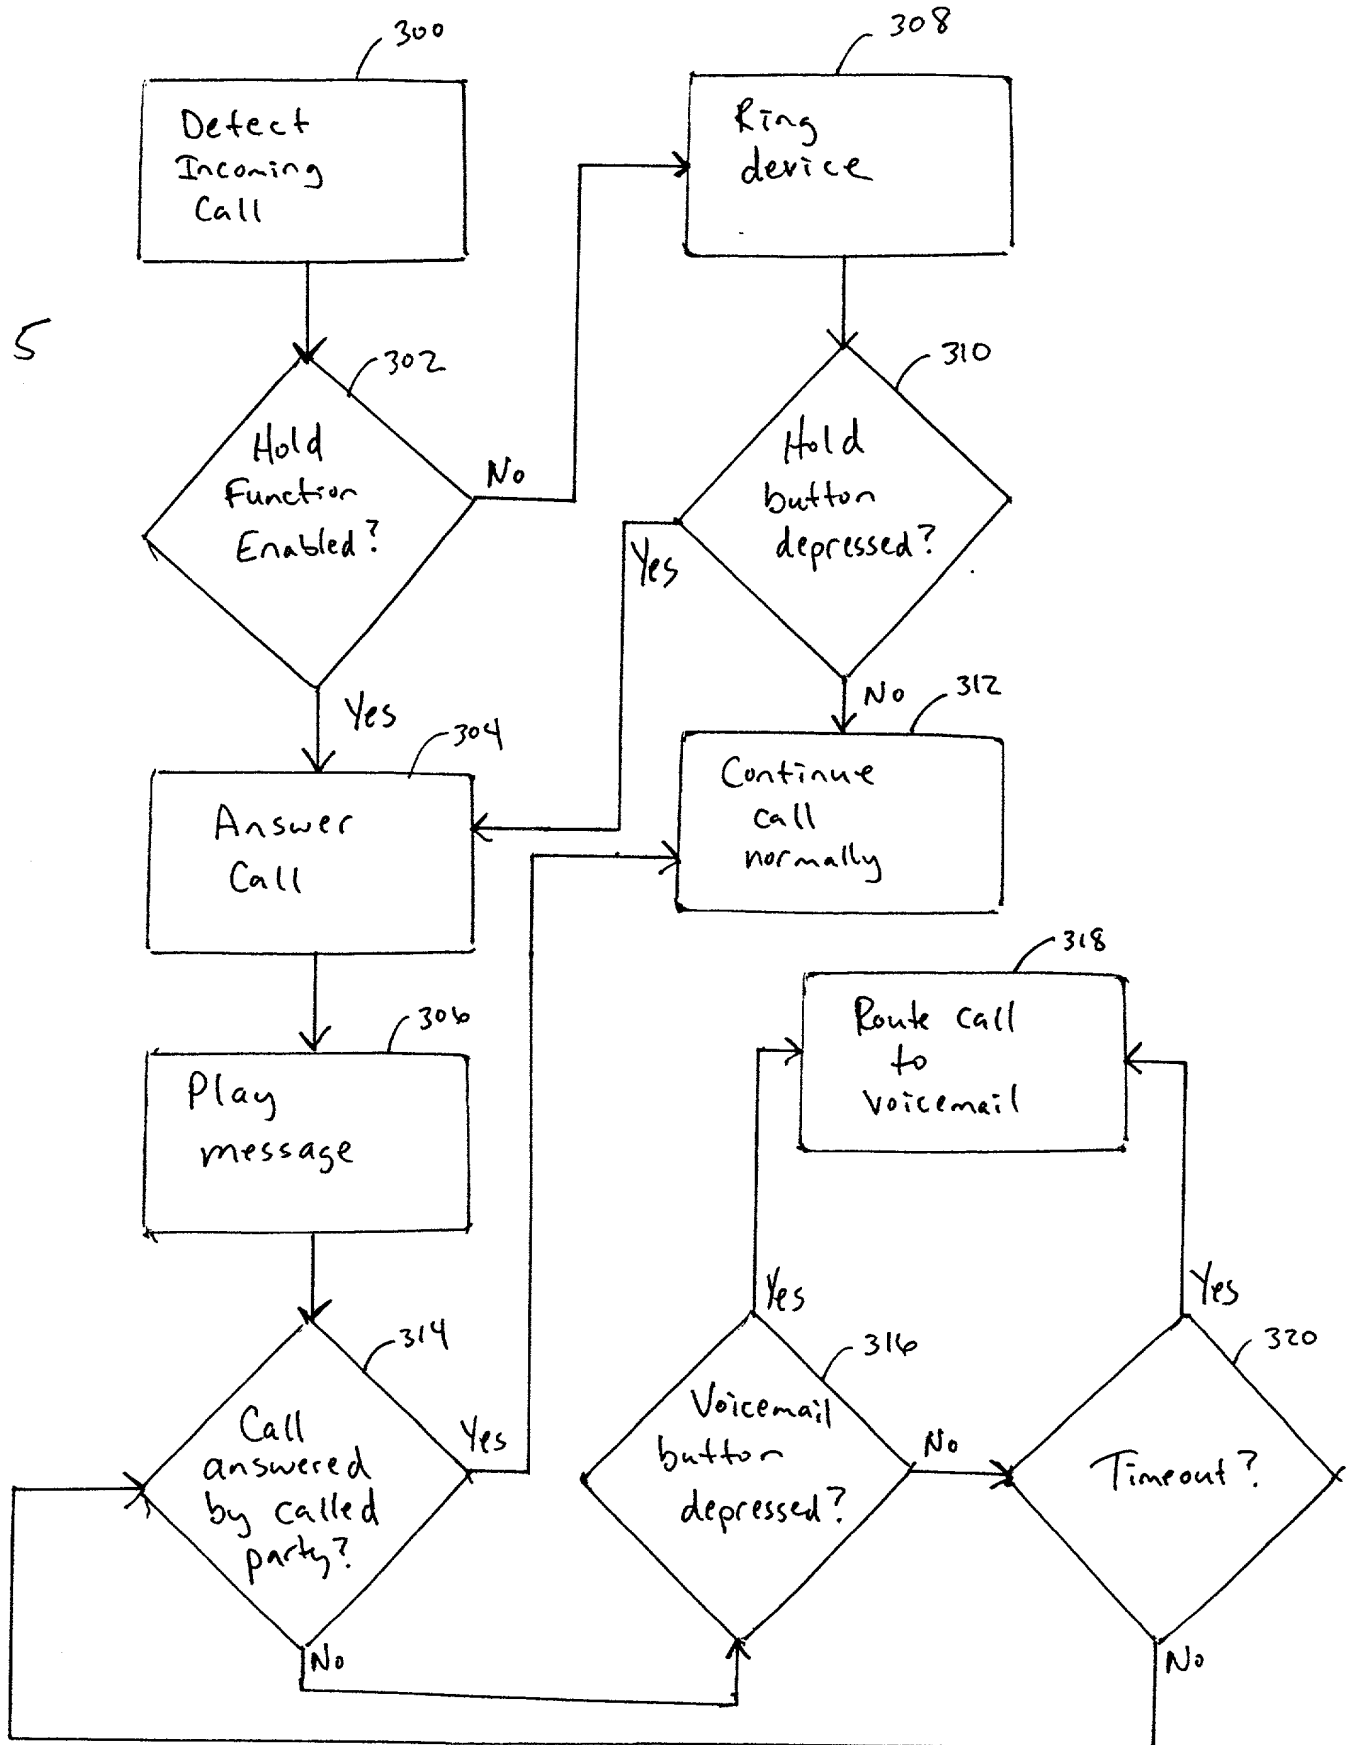 300
Detect
Incoming
Call
308
Ring
device
5
302
Hold
Function
Enabled?
No
310
Hold
button
depressed?
Yes
Yes
No
304
Answer
Call
312
Continue
call
normally
306
Play
message
318
Route call
to
voicemail
314
Call
answered
by called
party?
Yes
No
316
Voicemail
button
depressed?
Yes
No
320
Timeout?
Yes
No